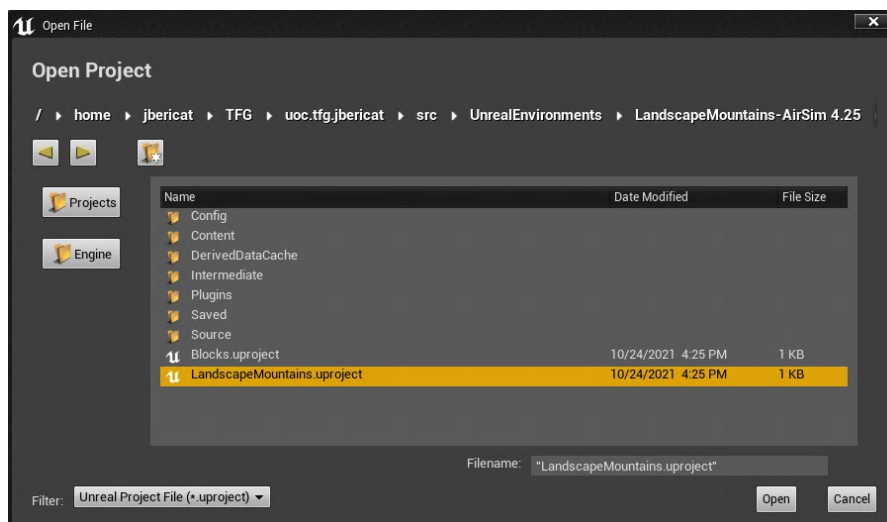 Open File
Open Project
/ home jbericat TFG uoc.tfg.jbericat src UnrealEnvironments LandscapeMountains-AirSim 4.25
Projects
Engine
Name Date Modified File Size
Config
Content
DerivedDataCache
Intermediate
Plugins
Saved
Source
Blocks.uproject 10/24/2021 4:25 PM 1 KB
LandscapeMountains.uproject 10/24/2021 4:25 PM 1 KB
Filename: "LandscapeMountains.uproject"
Filter: Unreal Project File (*.uproject) Open Cancel